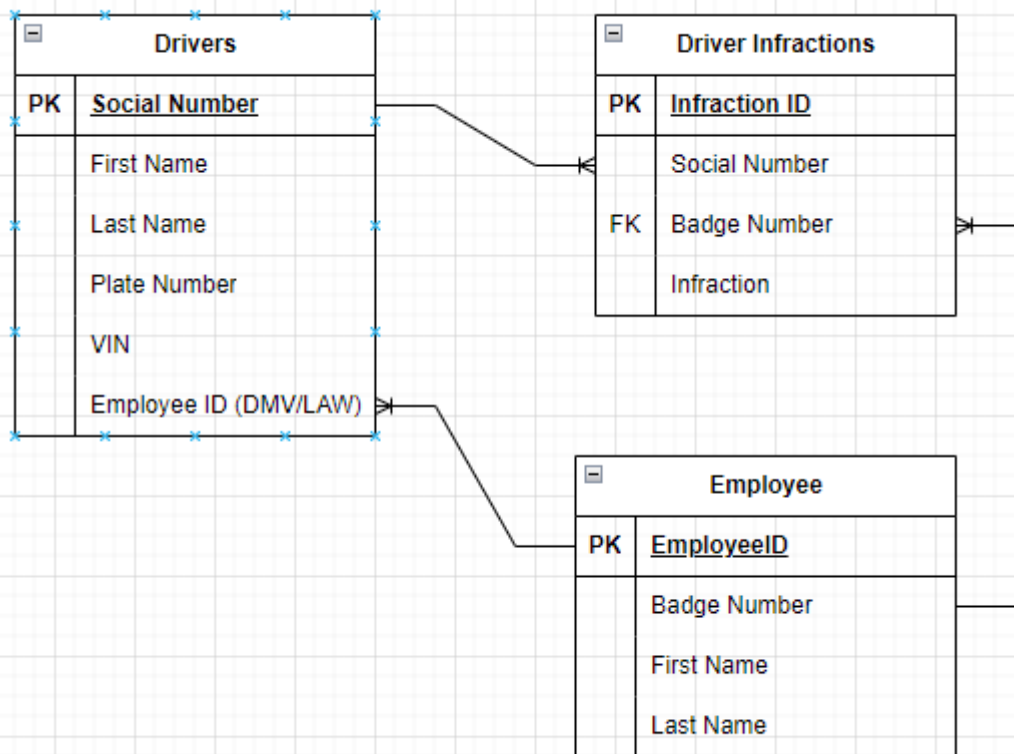 Drivers
PK Social Number
First Name
Last Name
Plate Number
VIN
Employee ID (DMV/LAW)
Driver Infractions
PK Infraction ID
Social Number
FK Badge Number
Infraction
Employee
PK EmployeeID
Badge Number
First Name
Last Name